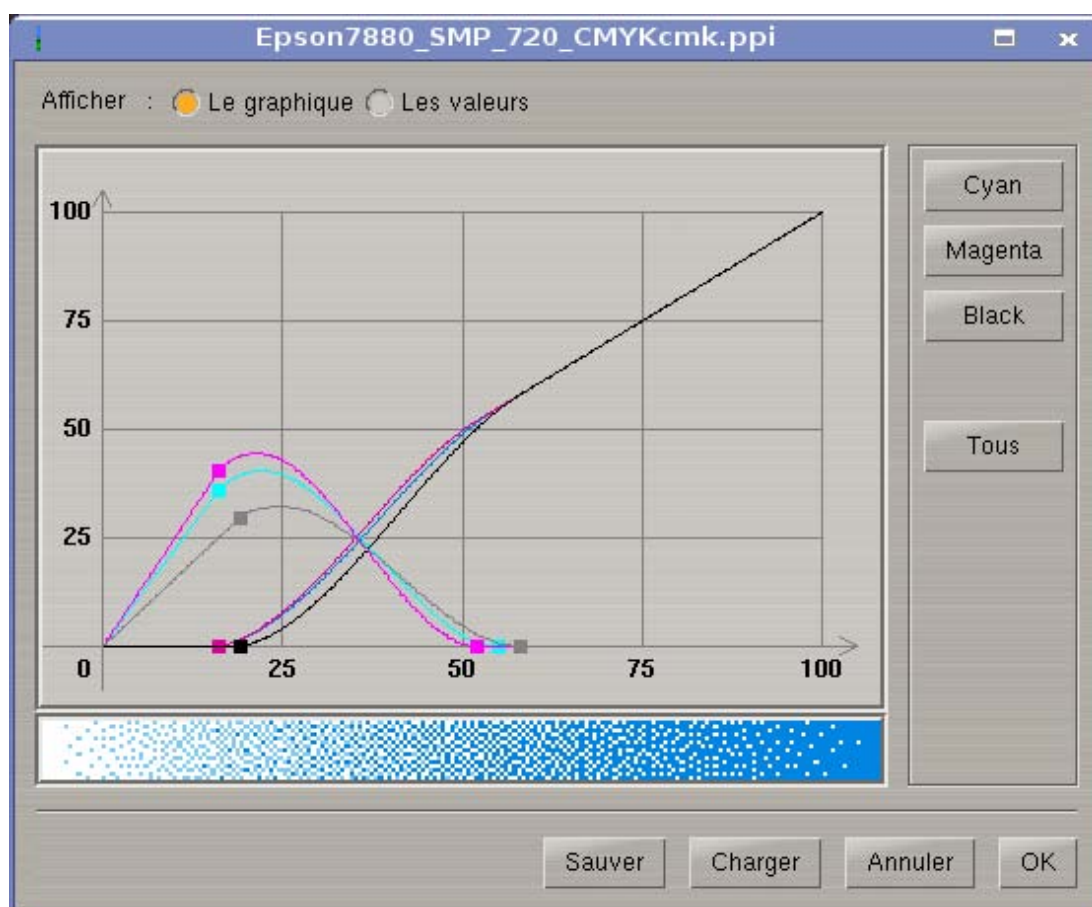 Epson7880_SMP_720_CMYKcmk.ppi
Afficher : Le graphique Les valeurs
100
75
50
25
0 25 50 75 100
Cyan
Magenta
Black
Tous
Sauver Charger Annuler OK